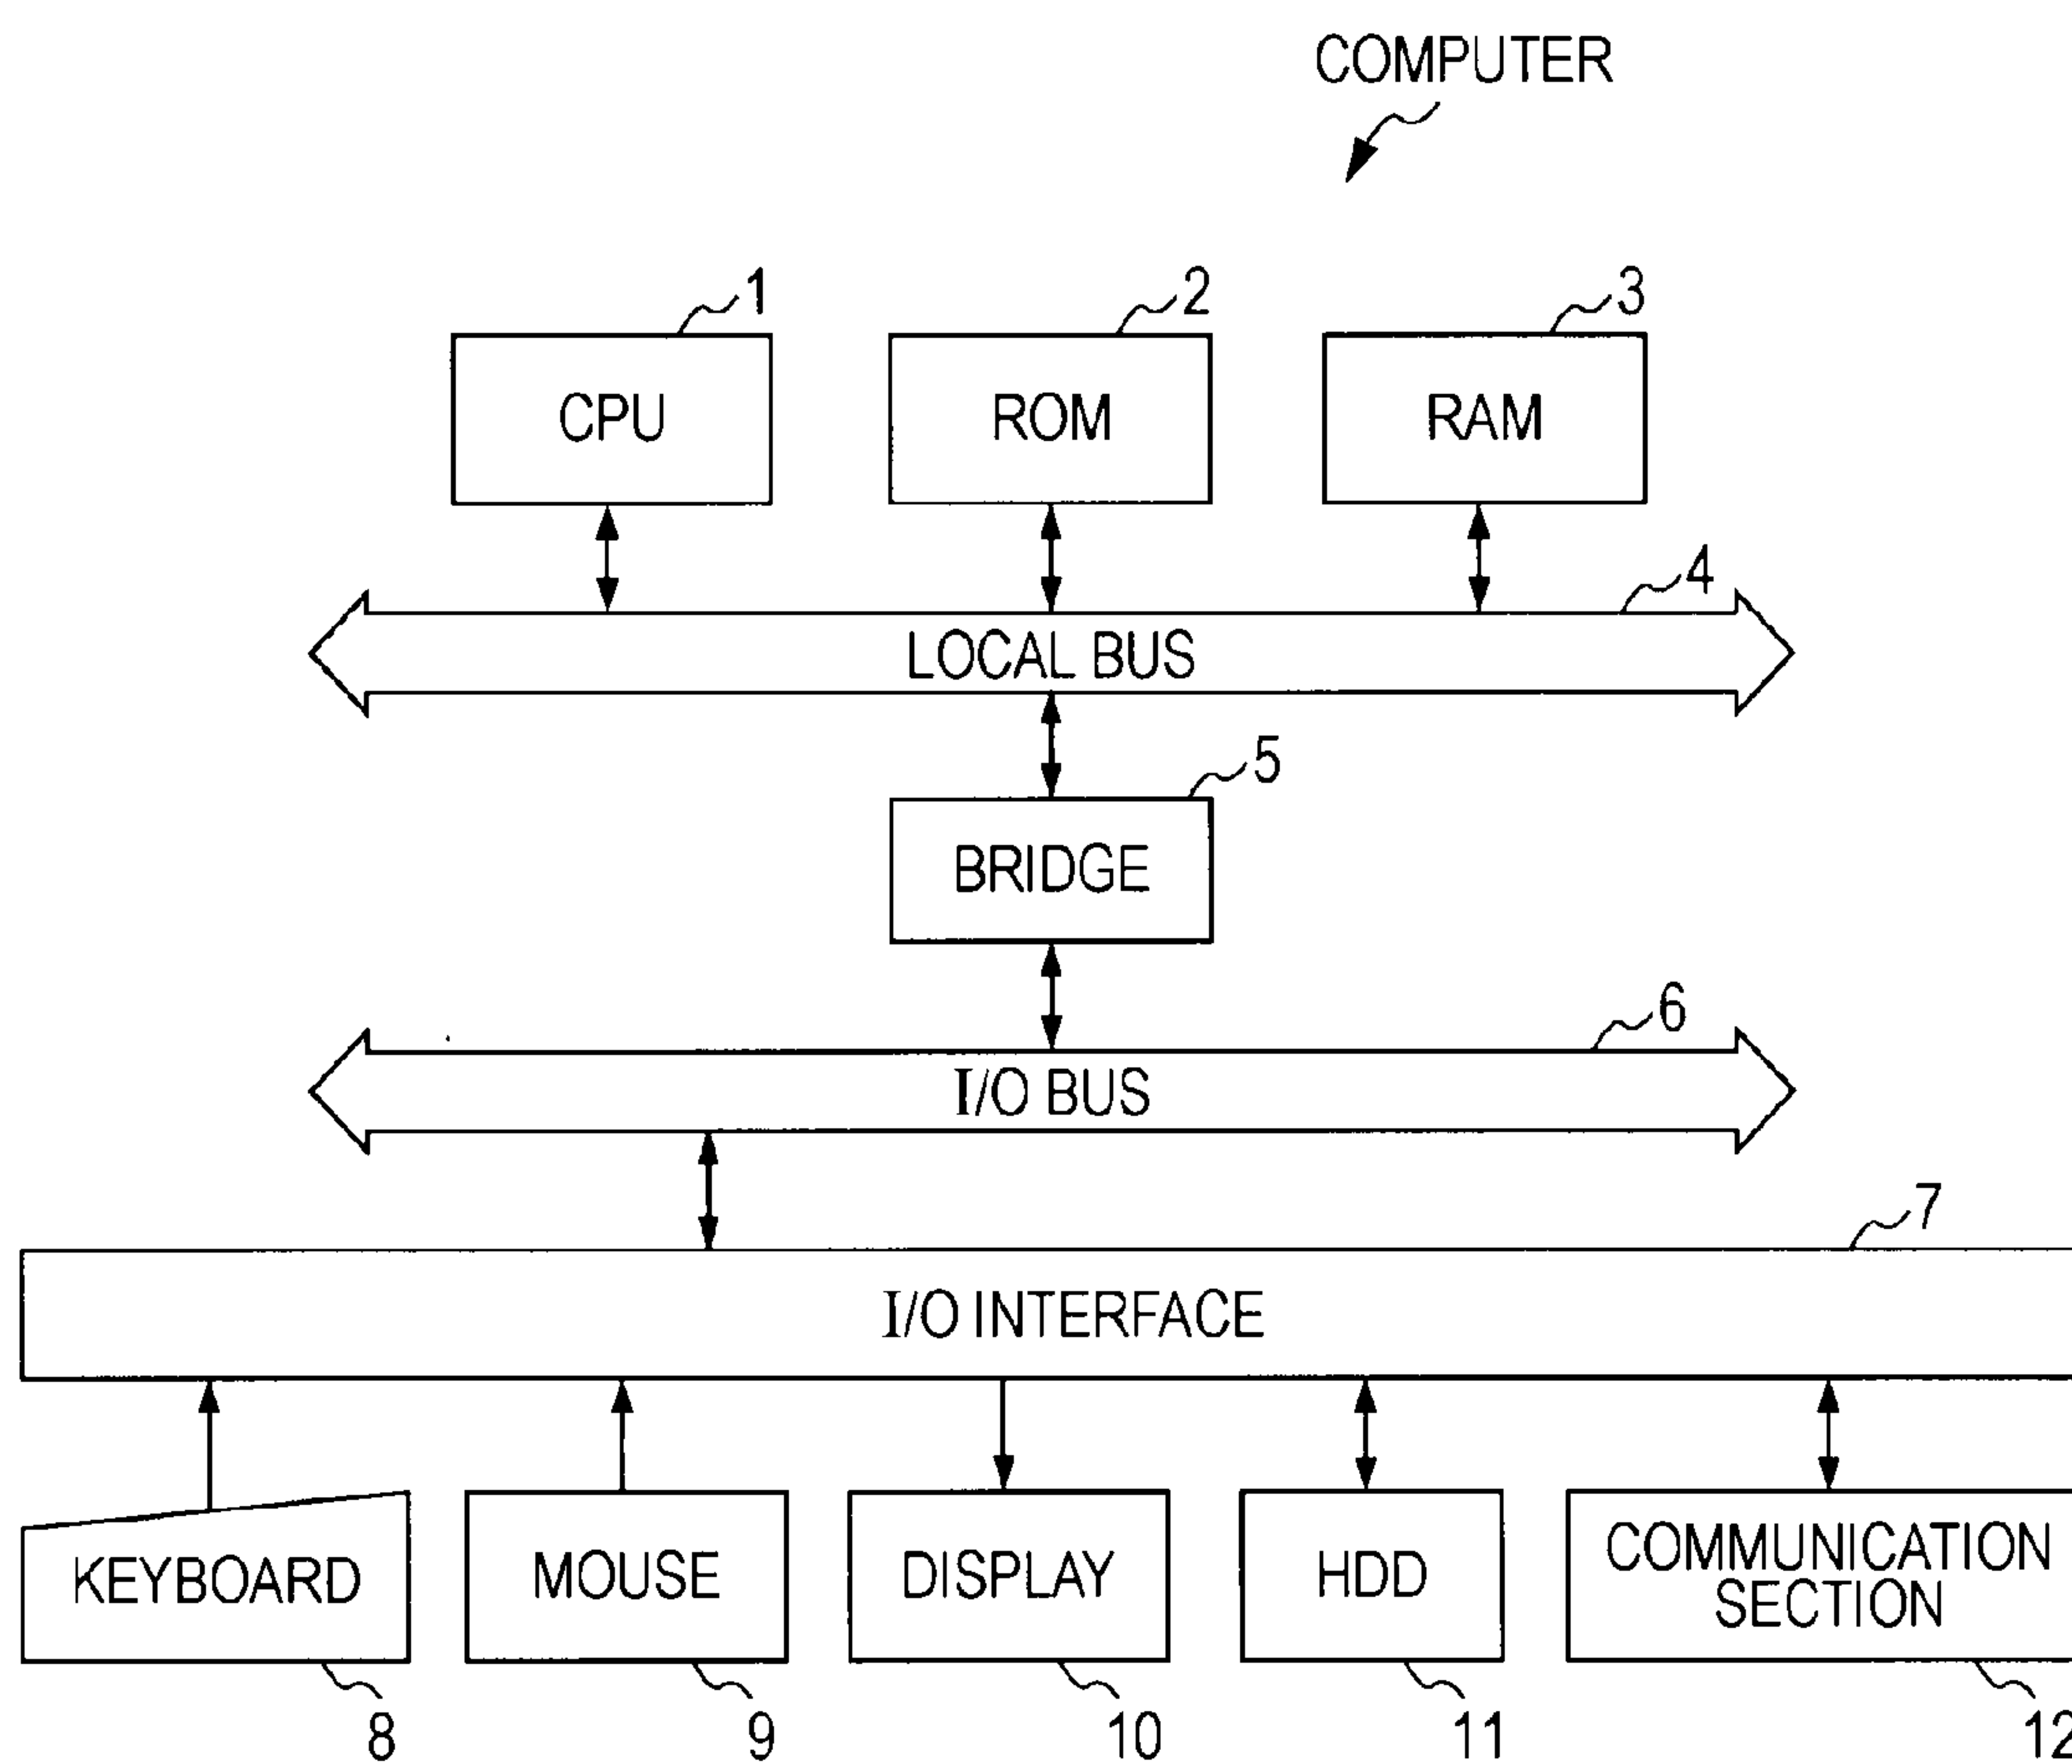 COMPUTER
1
2
3
CPU
ROM
RAM
4
LOCAL BUS
5
BRIDGE
6
I/O BUS
7
I/O INTERFACE
KEYBOARD
MOUSE
DISPLAY
HDD
COMMUNICATION
SECTION
8
9
10
11
12